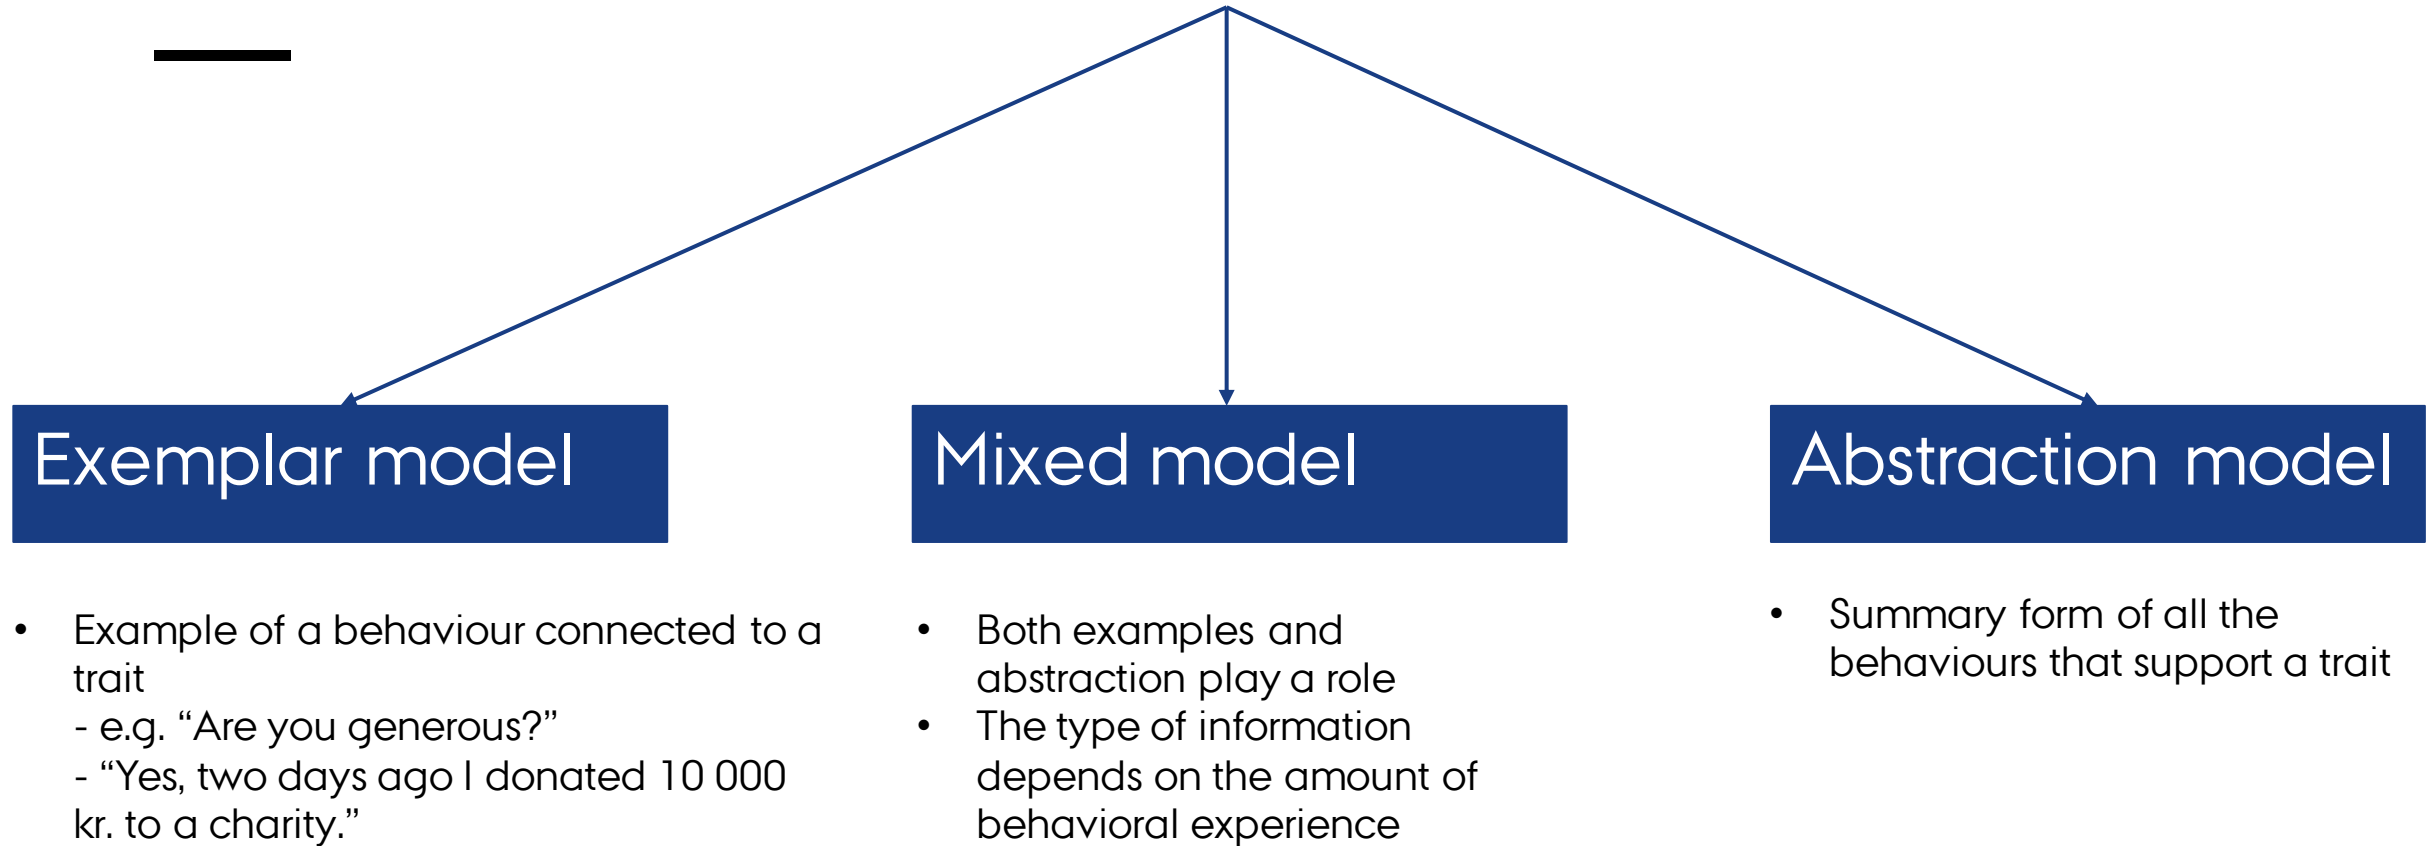 Exemplar model
• Example of a behaviour connected to a
trait
- e.g. “Are you generous?”
- “Yes, two days ago I donated 10 000
kr. to a charity.”
Mixed model
• Both examples and
abstraction play a role
• The type of information
depends on the amount of
behavioral experience
Abstraction model
• Summary form of all the
behaviours that support a trait